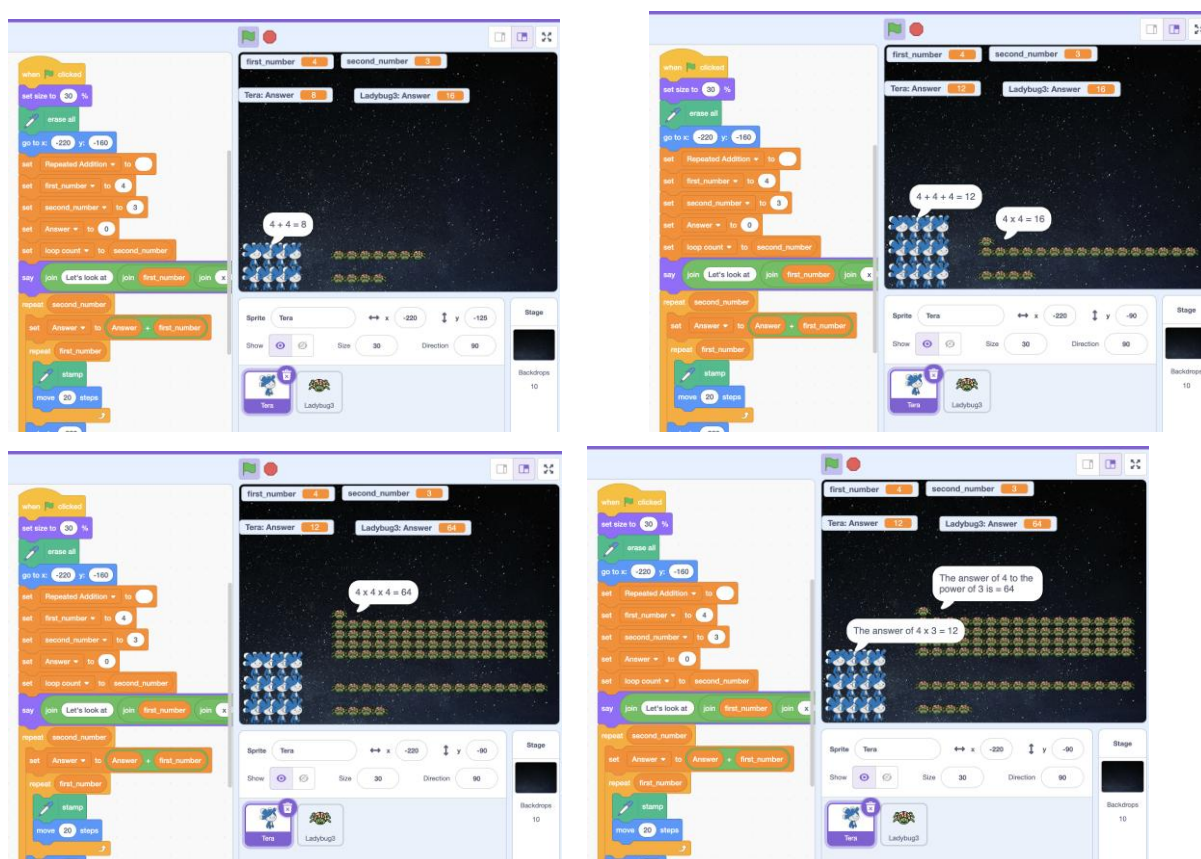 first_number 4 second_number 3
when clicked
Tera: Answer 8 Ladybug3: Answer 16
set size to 30 %
erase all
go to x: -220 y: -160
set Repeated Addition to
set first_number to 4
set second_number to 3
set Answer to 0
4 + 4 = 8
set loop count to second_number
say join Let's look at join first_number join x
repeat second_number
set Answer to Answer + first_number
repeat first_number
stamp
move 20 steps
Sprite Tera x -220 y -125
Show Size 30 Direction 90
Tera Ladybug3
Stage
Backdrops
10
first_number 4 second_number 3
when clicked
Tera: Answer 12 Ladybug3: Answer 16
set size to 30 %
erase all
go to x: -220 y: -160
set Repeated Addition to
set first_number to 4
set second_number to 3
set Answer to 0
4 + 4 + 4 = 12
4 x 4 = 16
set loop count to second_number
say join Let's look at join first_number join x
repeat second_number
set Answer to Answer + first_number
repeat first_number
stamp
move 20 steps
Sprite Tera x -220 y -90
Show Size 30 Direction 90
Tera Ladybug3
Stage
Backdrops
10
first_number 4 second_number 3
when clicked
Tera: Answer 12 Ladybug3: Answer 64
set size to 30 %
erase all
go to x: -220 y: -160
set Repeated Addition to
set first_number to 4
set second_number to 3
set Answer to 0
4 x 4 x 4 = 64
set loop count to second_number
say join Let's look at join first_number join x
repeat second_number
set Answer to Answer + first_number
repeat first_number
stamp
move 20 steps
Sprite Tera x -220 y -90
Show Size 30 Direction 90
Tera Ladybug3
Stage
Backdrops
10
first_number 4 second_number 3
when clicked
Tera: Answer 12 Ladybug3: Answer 64
set size to 30 %
erase all
go to x: -220 y: -160
set Repeated Addition to
set first_number to 4
set second_number to 3
set Answer to 0
The answer of 4 to the
power of 3 is = 64
The answer of 4 x 3 = 12
set loop count to second_number
say join Let's look at join first_number join x
repeat second_number
set Answer to Answer + first_number
repeat first_number
stamp
move 20 steps
Sprite Tera x -220 y -90
Show Size 30 Direction 90
Tera Ladybug3
Stage
Backdrops
10